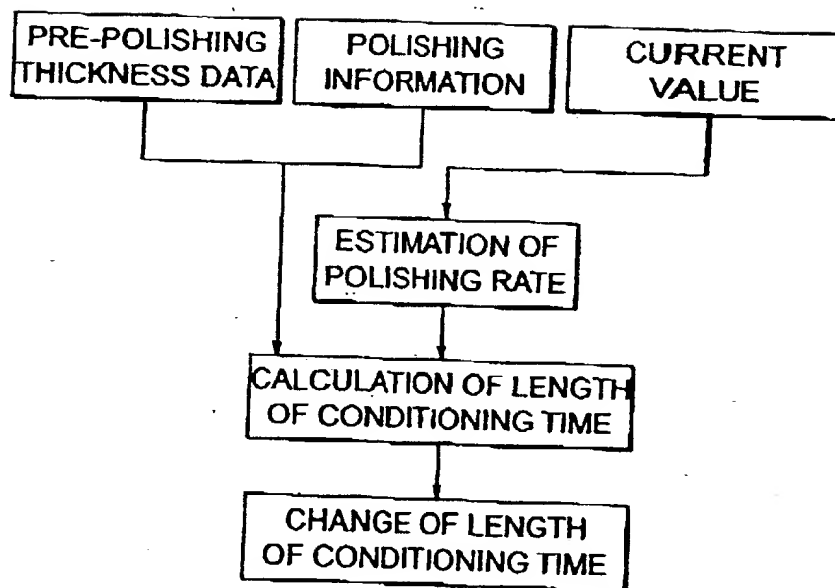 PRE-POLISHING
THICKNESS DATA
POLISHING
INFORMATION
CURRENT
VALUE
ESTIMATION OF
POLISHING RATE
CALCULATION OF LENGTH
OF CONDITIONING TIME
CHANGE OF LENGTH
OF CONDITIONING TIME